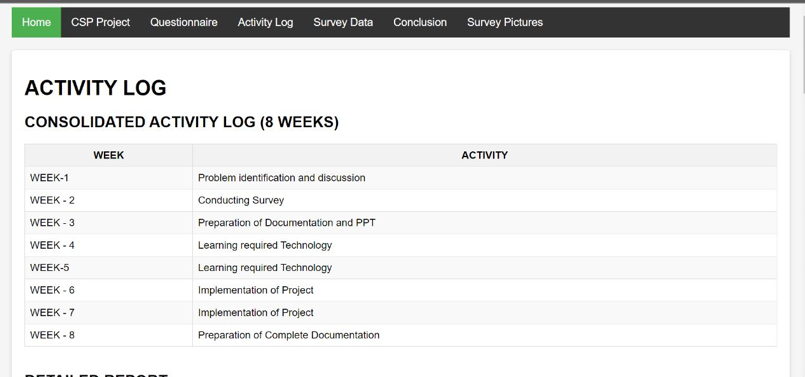 Home CSP Project Questionnaire Activity Log Survey Data Conclusion Survey Pictures
ACTIVITY LOG
CONSOLIDATED ACTIVITY LOG (8 WEEKS)
WEEK ACTIVITY
WEEK-1 Problem identification and discussion
WEEK - 2 Conducting Survey
WEEK - 3 Preparation of Documentation and PPT
WEEK - 4 Learning required Technology
WEEK-5 Learning required Technology
WEEK - 6 Implementation of Project
WEEK - 7 Implementation of Project
WEEK - 8 Preparation of Complete Documentation
DETAILED REPORT